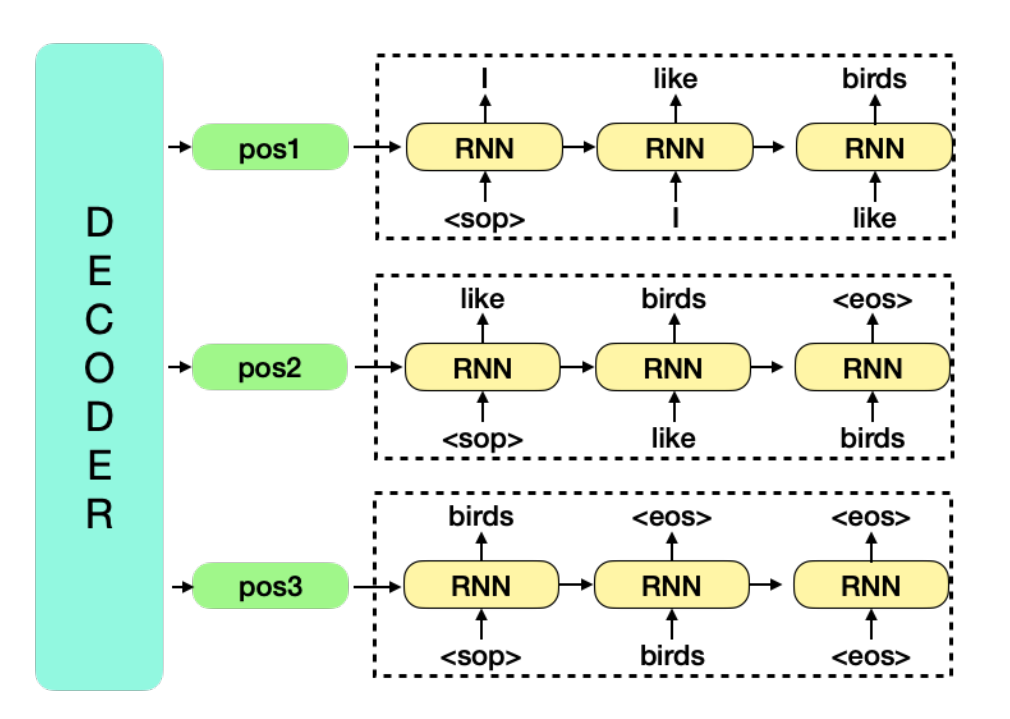 DECODER
I like birds
pos1 RNN RNN RNN
<sop> I like
like birds <eos>
pos2 RNN RNN RNN
<sop> like birds
birds <eos> <eos>
pos3 RNN RNN RNN
<sop> birds <eos>